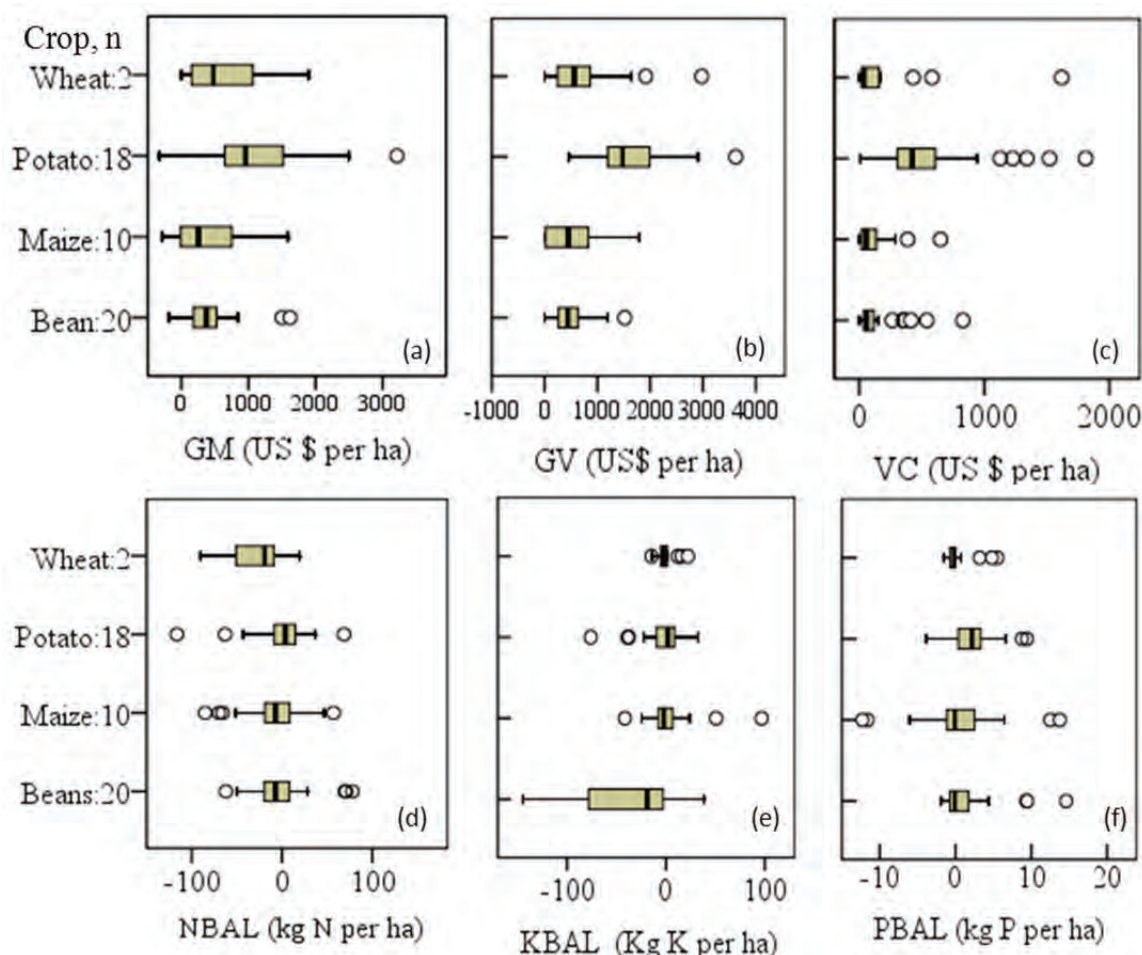 Crop, n
Wheat:2
Potato:18
Maize:10
Bean:20
(a)
(b)
(c)
0 1000 2000 3000
-1000 0 1000 2000 3000 4000
0 1000 2000
GM (US $ per ha)
GV (US$ per ha)
VC (US $ per ha)
Wheat:2
Potato:18
Maize:10
Beans:20
(d)
(e)
(f)
-100 0 100
-100 0 100
-10 0 10 20
NBAL (kg N per ha)
KBAL (Kg K per ha)
PBAL (kg P per ha)